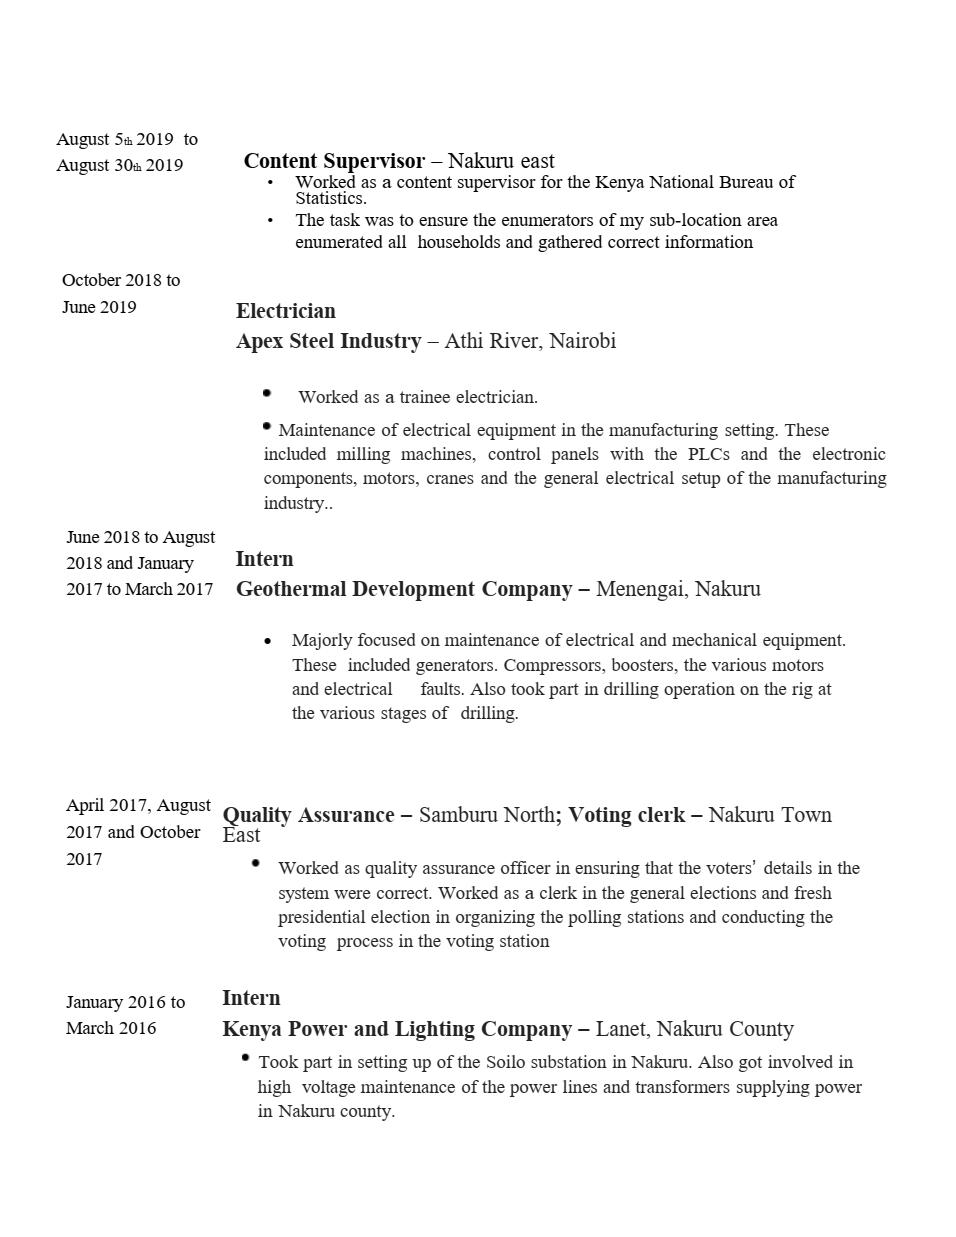 August 5th 2019  to
August 30th 2019
Content Supervisor – Nakuru east
• Worked as a content supervisor for the Kenya National Bureau of
Statistics.
• The task was to ensure the enumerators of my sub-location area
enumerated all  households and gathered correct information
October 2018 to
June 2019
Electrician
Apex Steel Industry – Athi River, Nairobi
• Worked as a trainee electrician.
• Maintenance of electrical equipment in the manufacturing setting. These
included milling machines, control panels with the PLCs and the electronic
components, motors, cranes and the general electrical setup of the manufacturing
industry..
June 2018 to August
2018 and January
2017 to March 2017
Intern
Geothermal Development Company – Menengai, Nakuru
• Majorly focused on maintenance of electrical and mechanical equipment.
These  included generators. Compressors, boosters, the various motors
and electrical  faults. Also took part in drilling operation on the rig at
the various stages of  drilling.
April 2017, August
2017 and October
2017
Quality Assurance – Samburu North; Voting clerk – Nakuru Town
East
• Worked as quality assurance officer in ensuring that the voters’ details in the
system were correct. Worked as a clerk in the general elections and fresh
presidential election in organizing the polling stations and conducting the
voting  process in the voting station
January 2016 to
March 2016
Intern
Kenya Power and Lighting Company – Lanet, Nakuru County
• Took part in setting up of the Soilo substation in Nakuru. Also got involved in
high  voltage maintenance of the power lines and transformers supplying power
in Nakuru county.